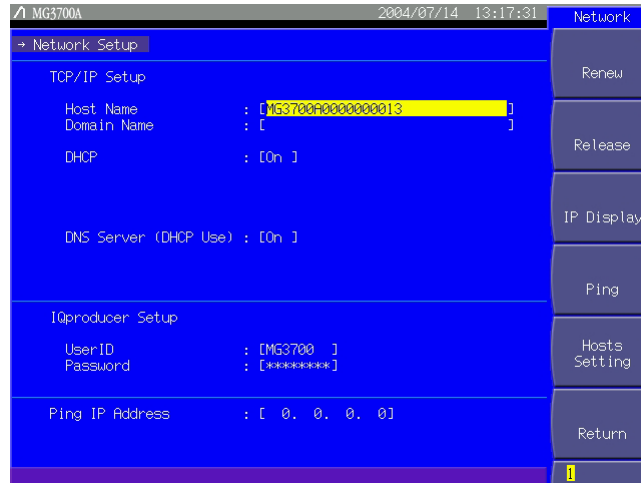 MG3700A 2004/07/14 13:17:31 Network
→ Network Setup
TCP/IP Setup
Renew
Host Name : [MG3700A0000000013 ]
Domain Name : [ ]
Release
DHCP : [On ]
IP Display
DNS Server (DHCP Use) : [On ]
Ping
IQproducer Setup
UserID : [MG3700 ]
Password : [********]
Hosts
Setting
Ping IP Address : [ 0. 0. 0. 0]
Return
1